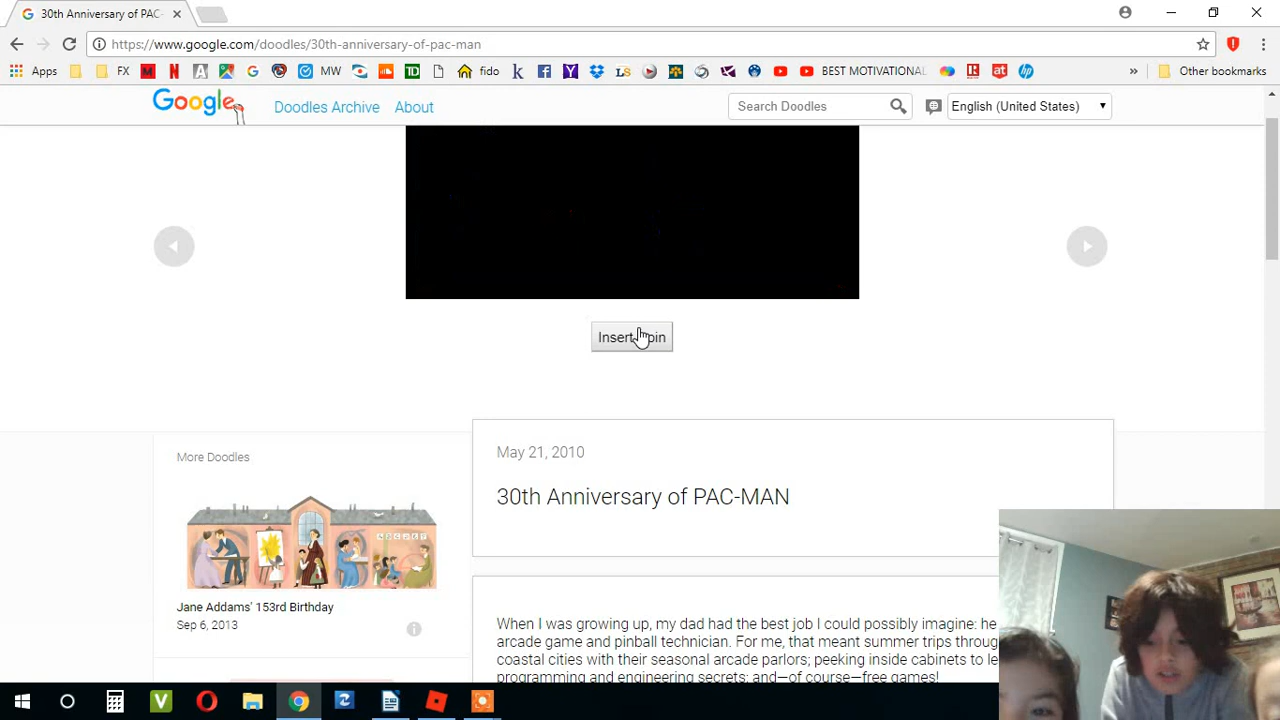 30th Anniversary of PAC-
https://www.google.com/doodles/30th-anniversary-of-pac-man
Apps FX MW fido BEST MOTIVATIONAL » Other bookmarks
Google Doodles Archive About Search Doodles English (United States)
Insert Coin
May 21, 2010
More Doodles
30th Anniversary of PAC-MAN
Jane Addams' 153rd Birthday
Sep 6, 2013
When I was growing up, my dad had the best job I could possibly imagine: he
arcade game and pinball technician. For me, that meant summer trips throug
coastal cities with their seasonal arcade parlors; peeking inside cabinets to le
programming and engineering secrets; and—of course—free games!